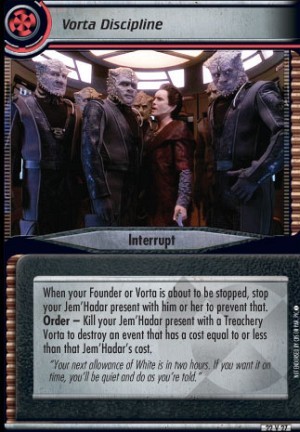 Vorta Discipline
Interrupt
When your Founder or Vorta is about to be stopped, stop
your Jem'Hadar present with him or her to prevent that.
Order – Kill your Jem'Hadar present with a Treachery
Vorta to destroy an event that has a cost equal to or less
than that Jem'Hadar's cost.
"Your next allowance of White is in two hours. If you want it on
time, you'll be quiet and do as you're told."
22 V 27